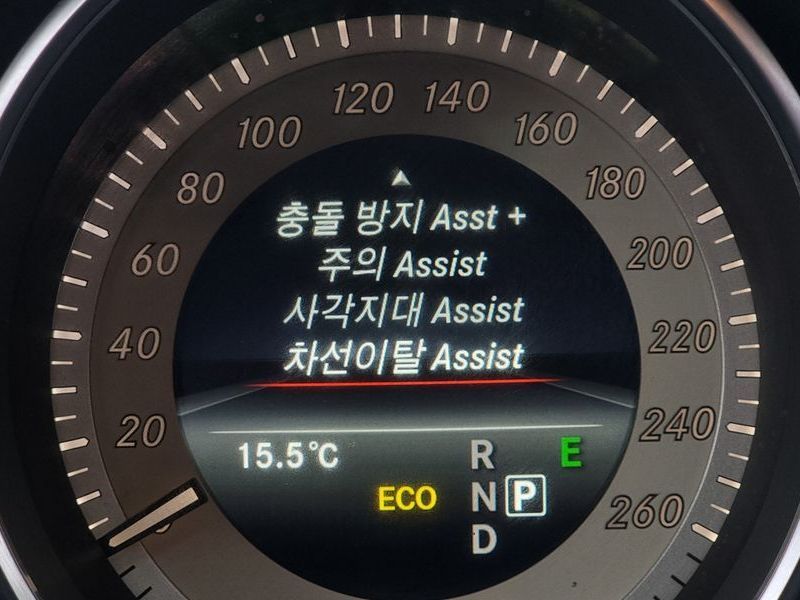 120 140
100 160
80 180
충돌 방지 Asst +
60 주의 Assist 200
사각지대 Assist
40 차선이탈 Assist 220
20 240
15.5°C R E
ECO N P 260
D